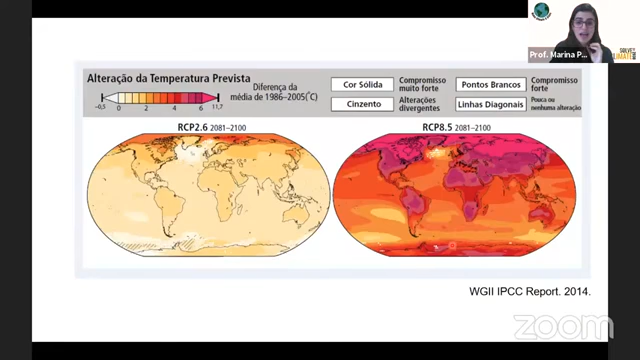 Prof. Marina P...
Alteração da Temperatura Prevista
Diferença da
média de 1986–2005(°C)
−0,5 0 2 4 6 11,7
Cor Sólida
Compromisso
muito forte
Pontos Brancos
Compromisso
forte
Cinzento
Alterações
divergentes
Linhas Diagonais
Pouca ou
nenhuma alteração
RCP2.6 2081–2100
RCP8.5 2081–2100
WGII IPCC Report. 2014.
zoom